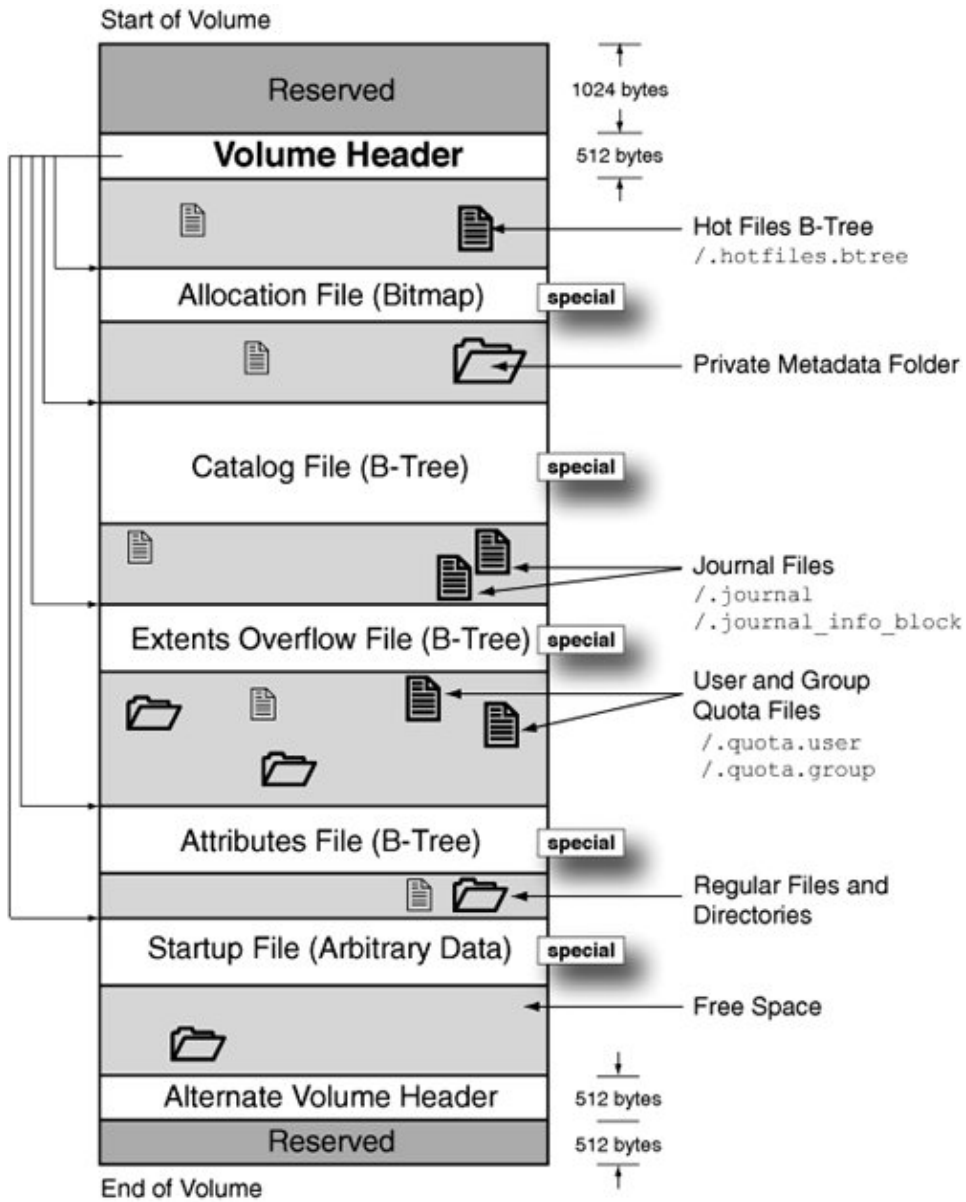 Start of Volume
Reserved
1024 bytes
Volume Header
512 bytes
Hot Files B-Tree
/.hotfiles.btree
Allocation File (Bitmap)
special
Private Metadata Folder
Catalog File (B-Tree)
special
Journal Files
/.journal
/.journal_info_block
Extents Overflow File (B-Tree)
special
User and Group
Quota Files
/.quota.user
/.quota.group
Attributes File (B-Tree)
special
Regular Files and
Directories
Startup File (Arbitrary Data)
special
Free Space
Alternate Volume Header
512 bytes
Reserved
512 bytes
End of Volume